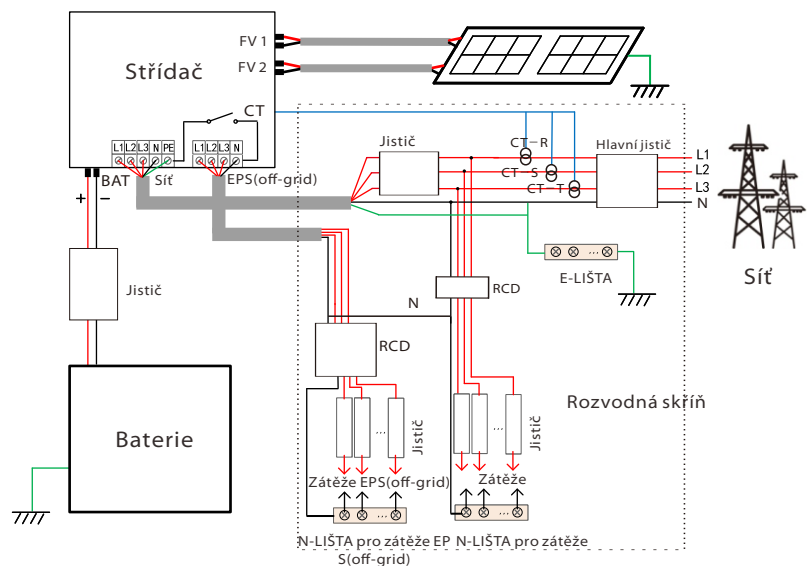 FV 1
Střídač
FV 2
CT
L1 L2 L3 N PE
L1 L2 L3 N
BAT
Síť
EPS(off-grid)
+
−
Jistič
CT−R
CT−S
CT−T
Hlavní jistič
L1
L2
L3
N
Síť
E-LIŠTA
Jistič
RCD
N
RCD
Rozvodná skříň
Baterie
...
Jistič
...
Jistič
Zátěže EPS(off-grid)
Zátěže
...
...
N-LIŠTA pro zátěže EP
S(off-grid)
N-LIŠTA pro zátěže